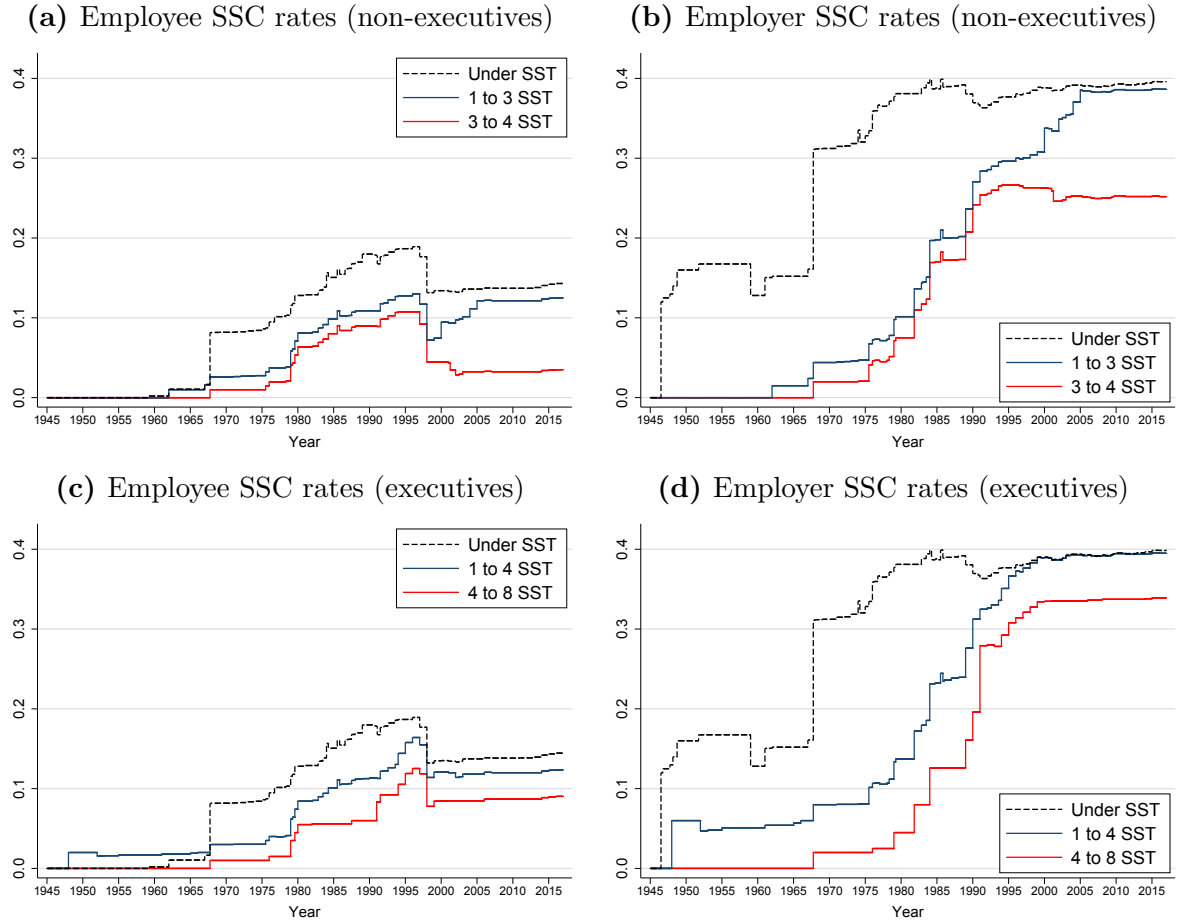 (a) Employee SSC rates (non-executives)
0.4
0.3
0.2
0.1
0.0
Under SST
1 to 3 SST
3 to 4 SST
1945 1950 1955 1960 1965 1970 1975 1980 1985 1990 1995 2000 2005 2010 2015
Year
(b) Employer SSC rates (non-executives)
0.4
0.3
0.2
0.1
0.0
Under SST
1 to 3 SST
3 to 4 SST
1945 1950 1955 1960 1965 1970 1975 1980 1985 1990 1995 2000 2005 2010 2015
Year
(c) Employee SSC rates (executives)
0.4
0.3
0.2
0.1
0.0
Under SST
1 to 4 SST
4 to 8 SST
1945 1950 1955 1960 1965 1970 1975 1980 1985 1990 1995 2000 2005 2010 2015
Year
(d) Employer SSC rates (executives)
0.4
0.3
0.2
0.1
0.0
Under SST
1 to 4 SST
4 to 8 SST
1945 1950 1955 1960 1965 1970 1975 1980 1985 1990 1995 2000 2005 2010 2015
Year